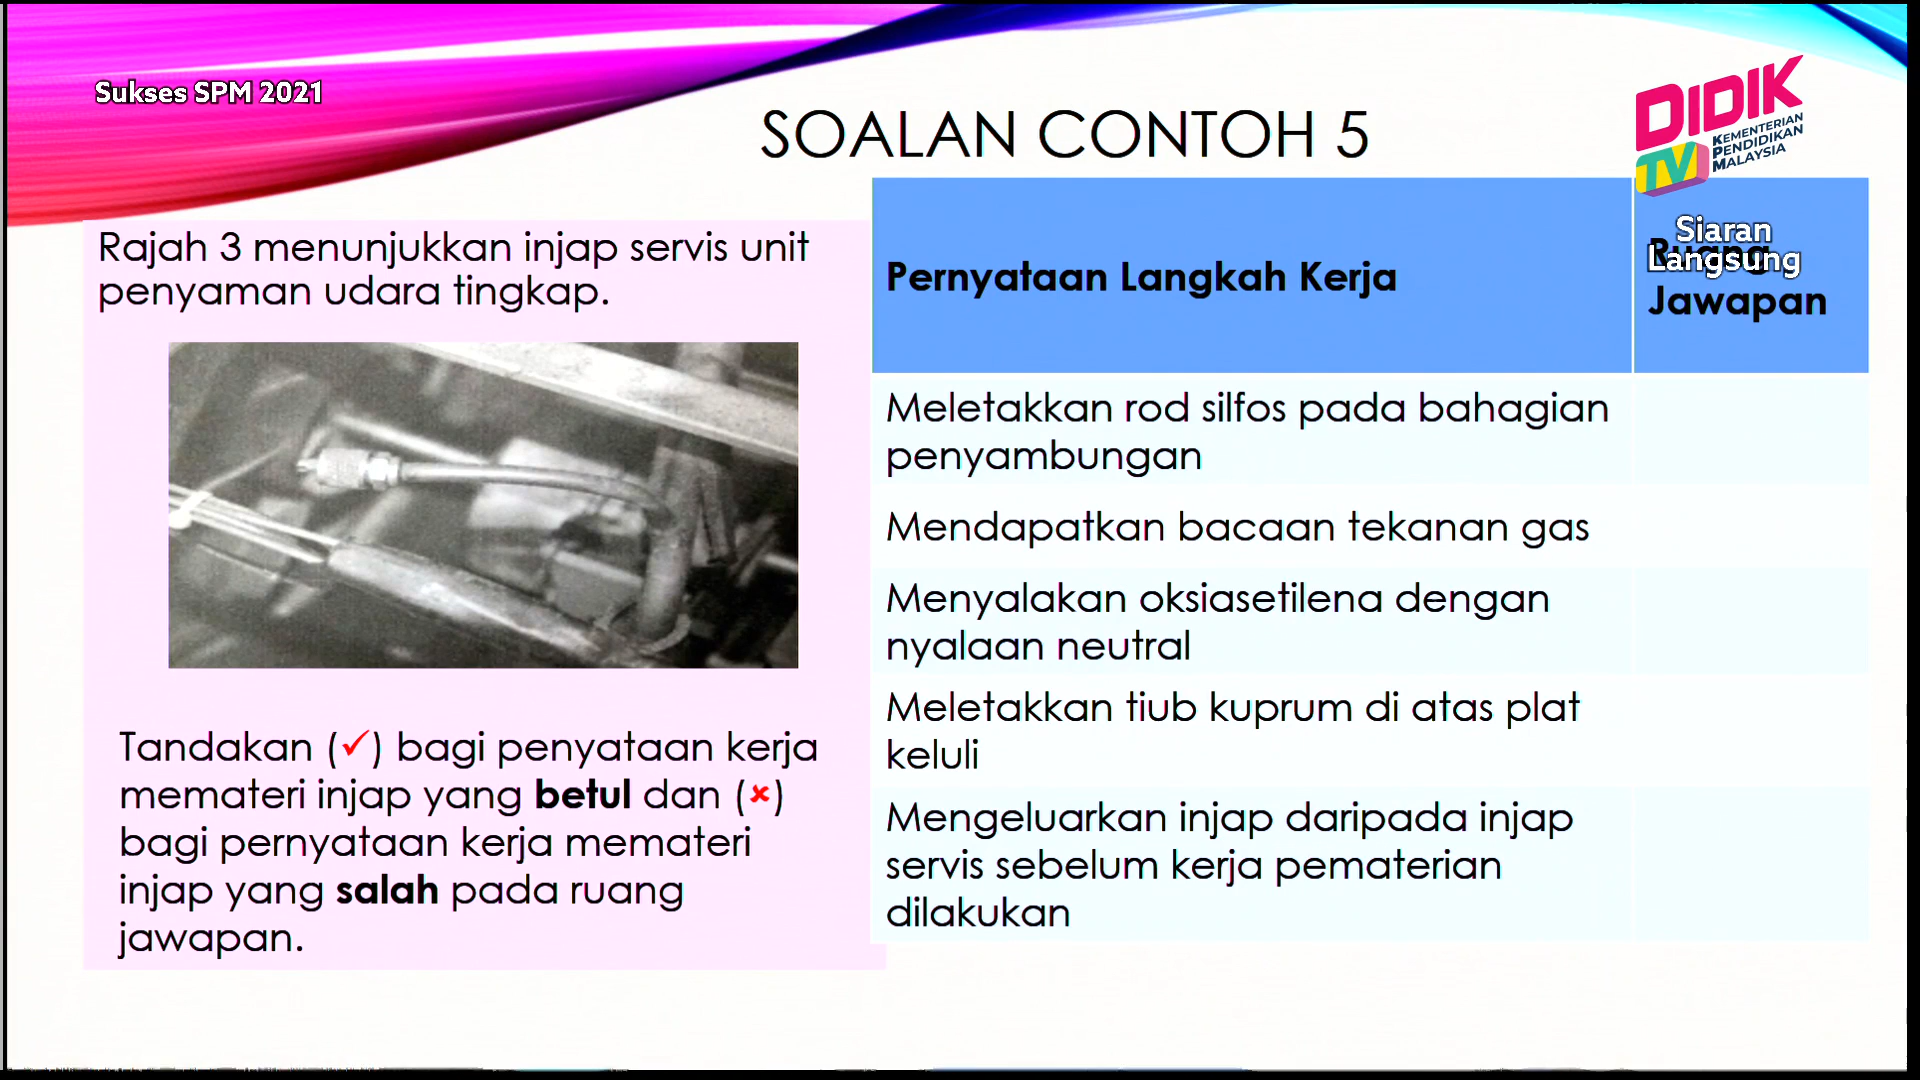 Sukses SPM 2021
SOALAN CONTOH 5
DIDIK
TV
KEMENTERIAN
PENDIDIKAN
MALAYSIA
Siaran
Langsung
Rajah 3 menunjukkan injap servis unit
penyaman udara tingkap.
Tandakan (✓) bagi penyataan kerja
memateri injap yang betul dan (✗)
bagi pernyataan kerja memateri
injap yang salah pada ruang
jawapan.
Pernyataan Langkah Kerja
Ruang
Jawapan
Meletakkan rod silfos pada bahagian
penyambungan
Mendapatkan bacaan tekanan gas
Menyalakan oksiasetilena dengan
nyalaan neutral
Meletakkan tiub kuprum di atas plat
keluli
Mengeluarkan injap daripada injap
servis sebelum kerja pematerian
dilakukan